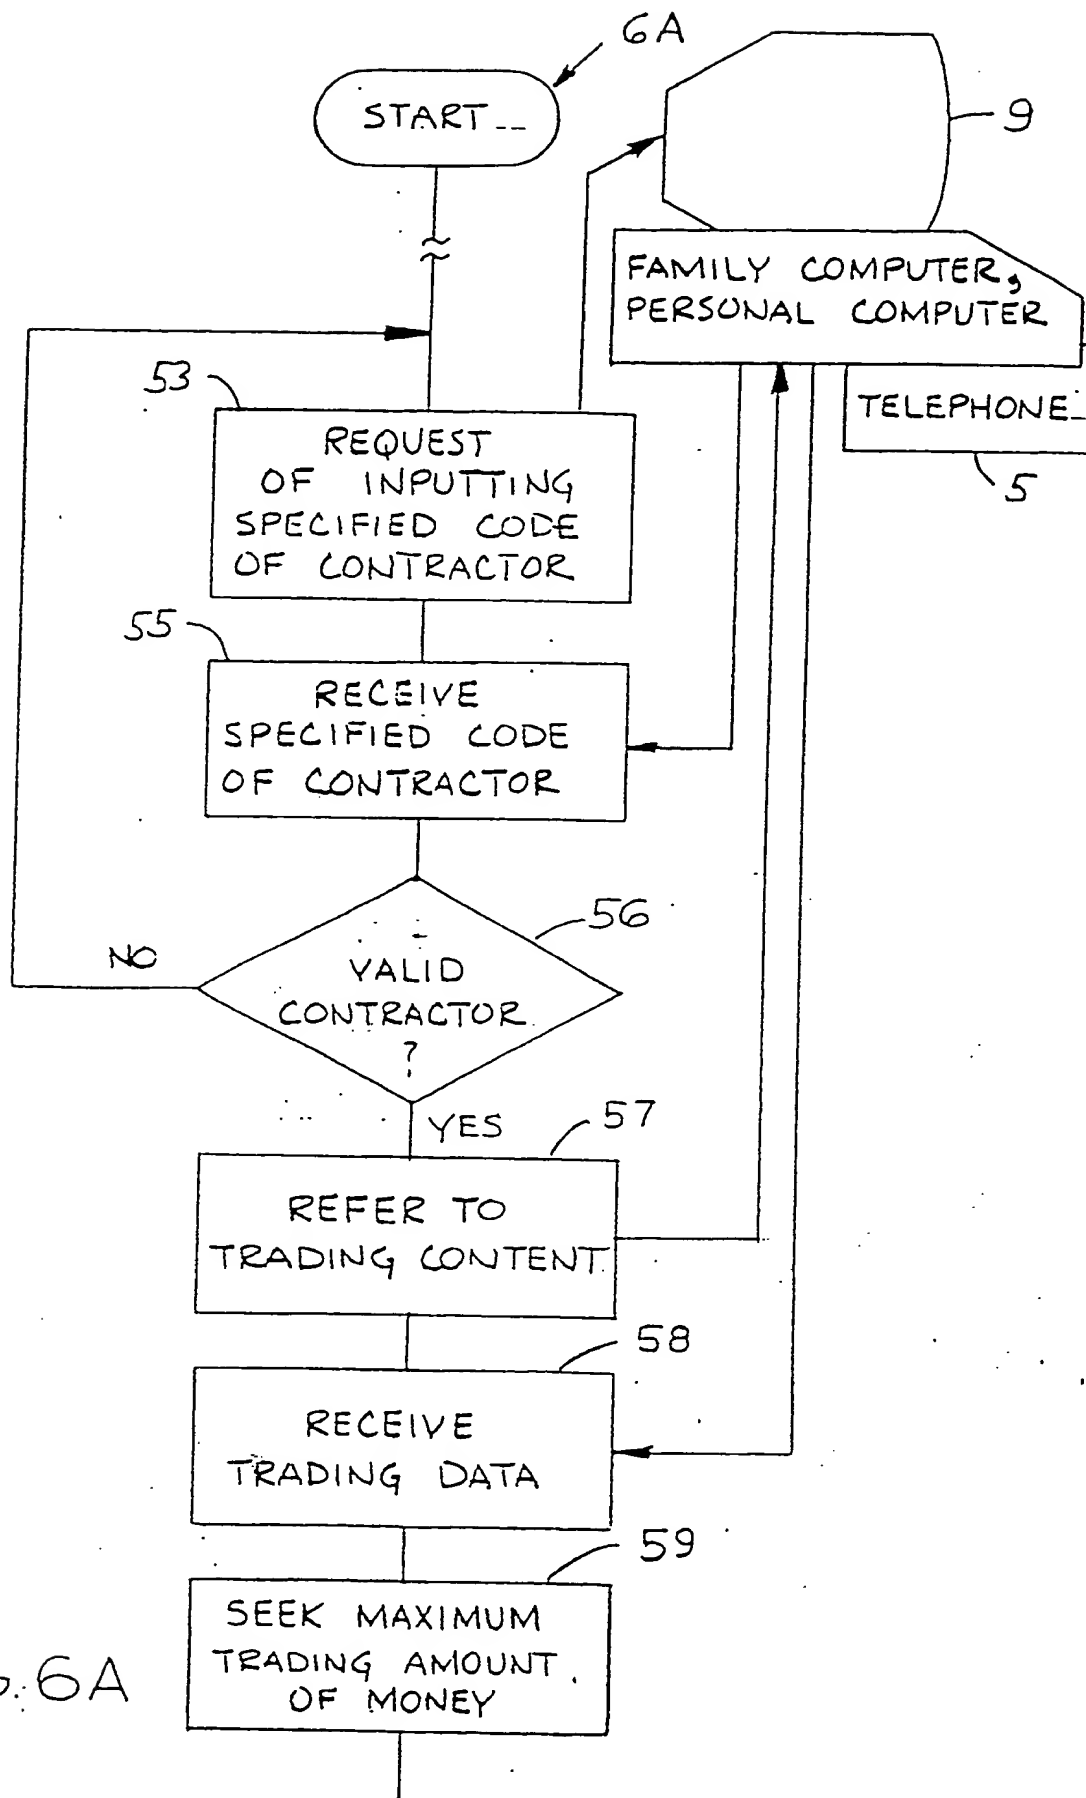 6A
START
9
FAMILY COMPUTER,
PERSONAL COMPUTER
TELEPHONE
5
53
REQUEST
OF INPUTTING
SPECIFIED CODE
OF CONTRACTOR
55
RECEIVE
SPECIFIED CODE
OF CONTRACTOR
56
NO
VALID
CONTRACTOR
?
YES
57
REFER TO
TRADING CONTENT
58
RECEIVE
TRADING DATA
59
SEEK MAXIMUM
TRADING AMOUNT
OF MONEY
6A